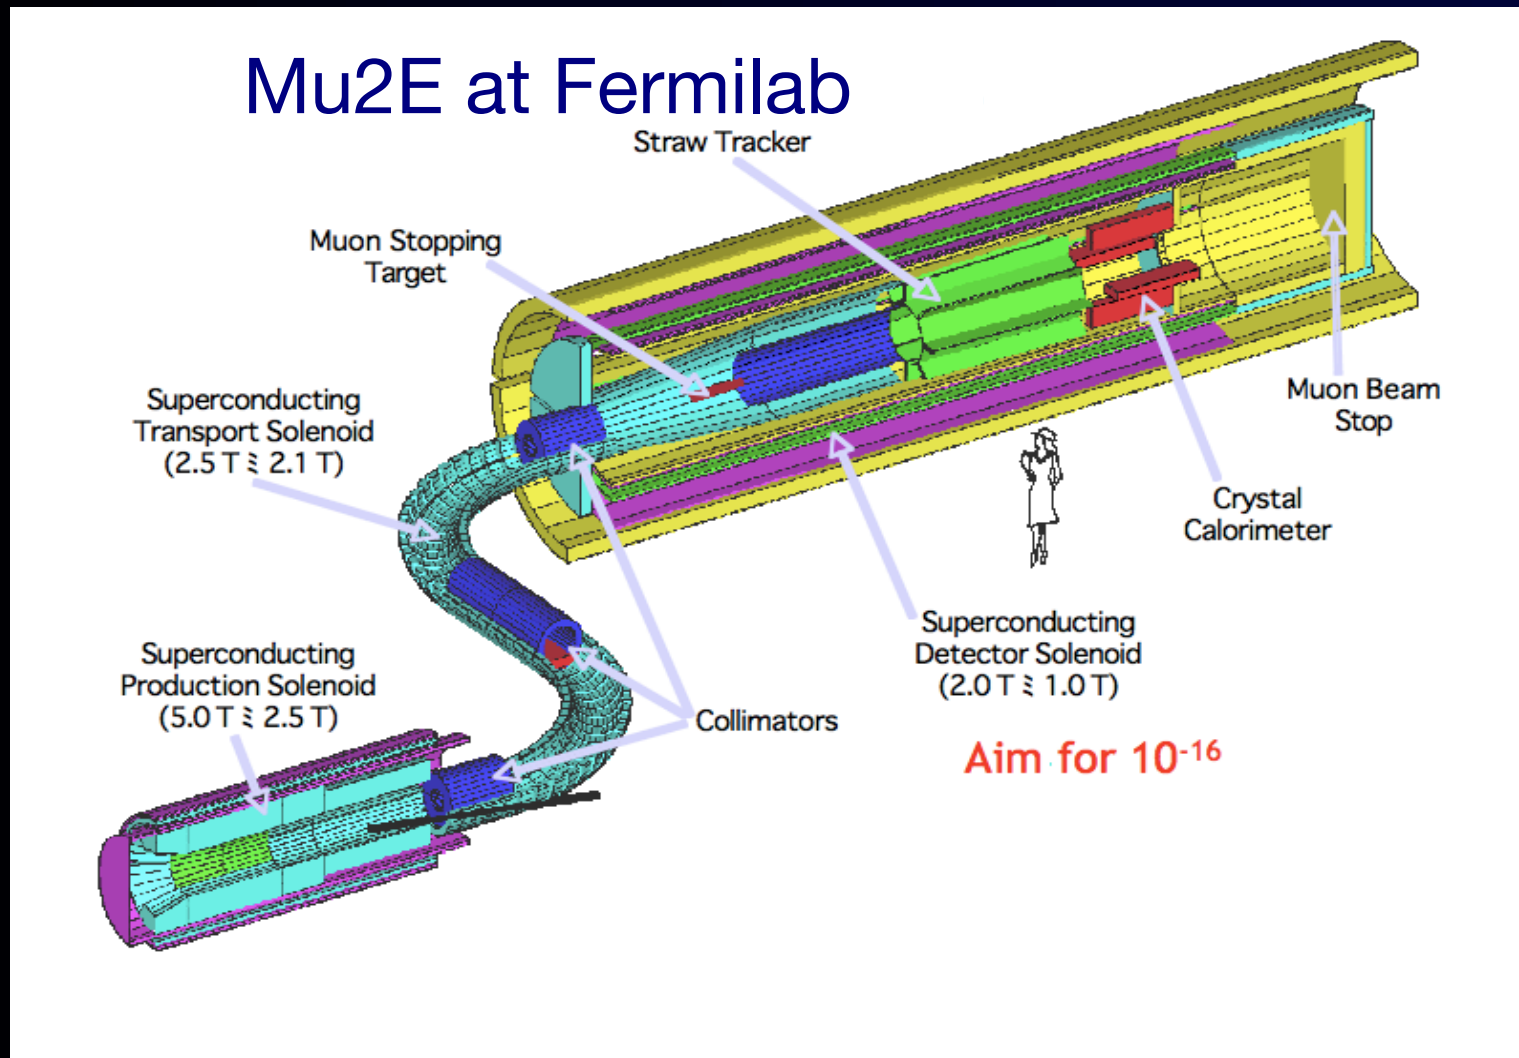 Mu2E at Fermilab
Straw Tracker
Muon Stopping
Target
Superconducting
Transport Solenoid
(2.5 T ⦚ 2.1 T)
Muon Beam
Stop
Crystal
Calorimeter
Superconducting
Detector Solenoid
(2.0 T ⦚ 1.0 T)
Superconducting
Production Solenoid
(5.0 T ⦚ 2.5 T)
Collimators
Aim for 10⁻¹⁶